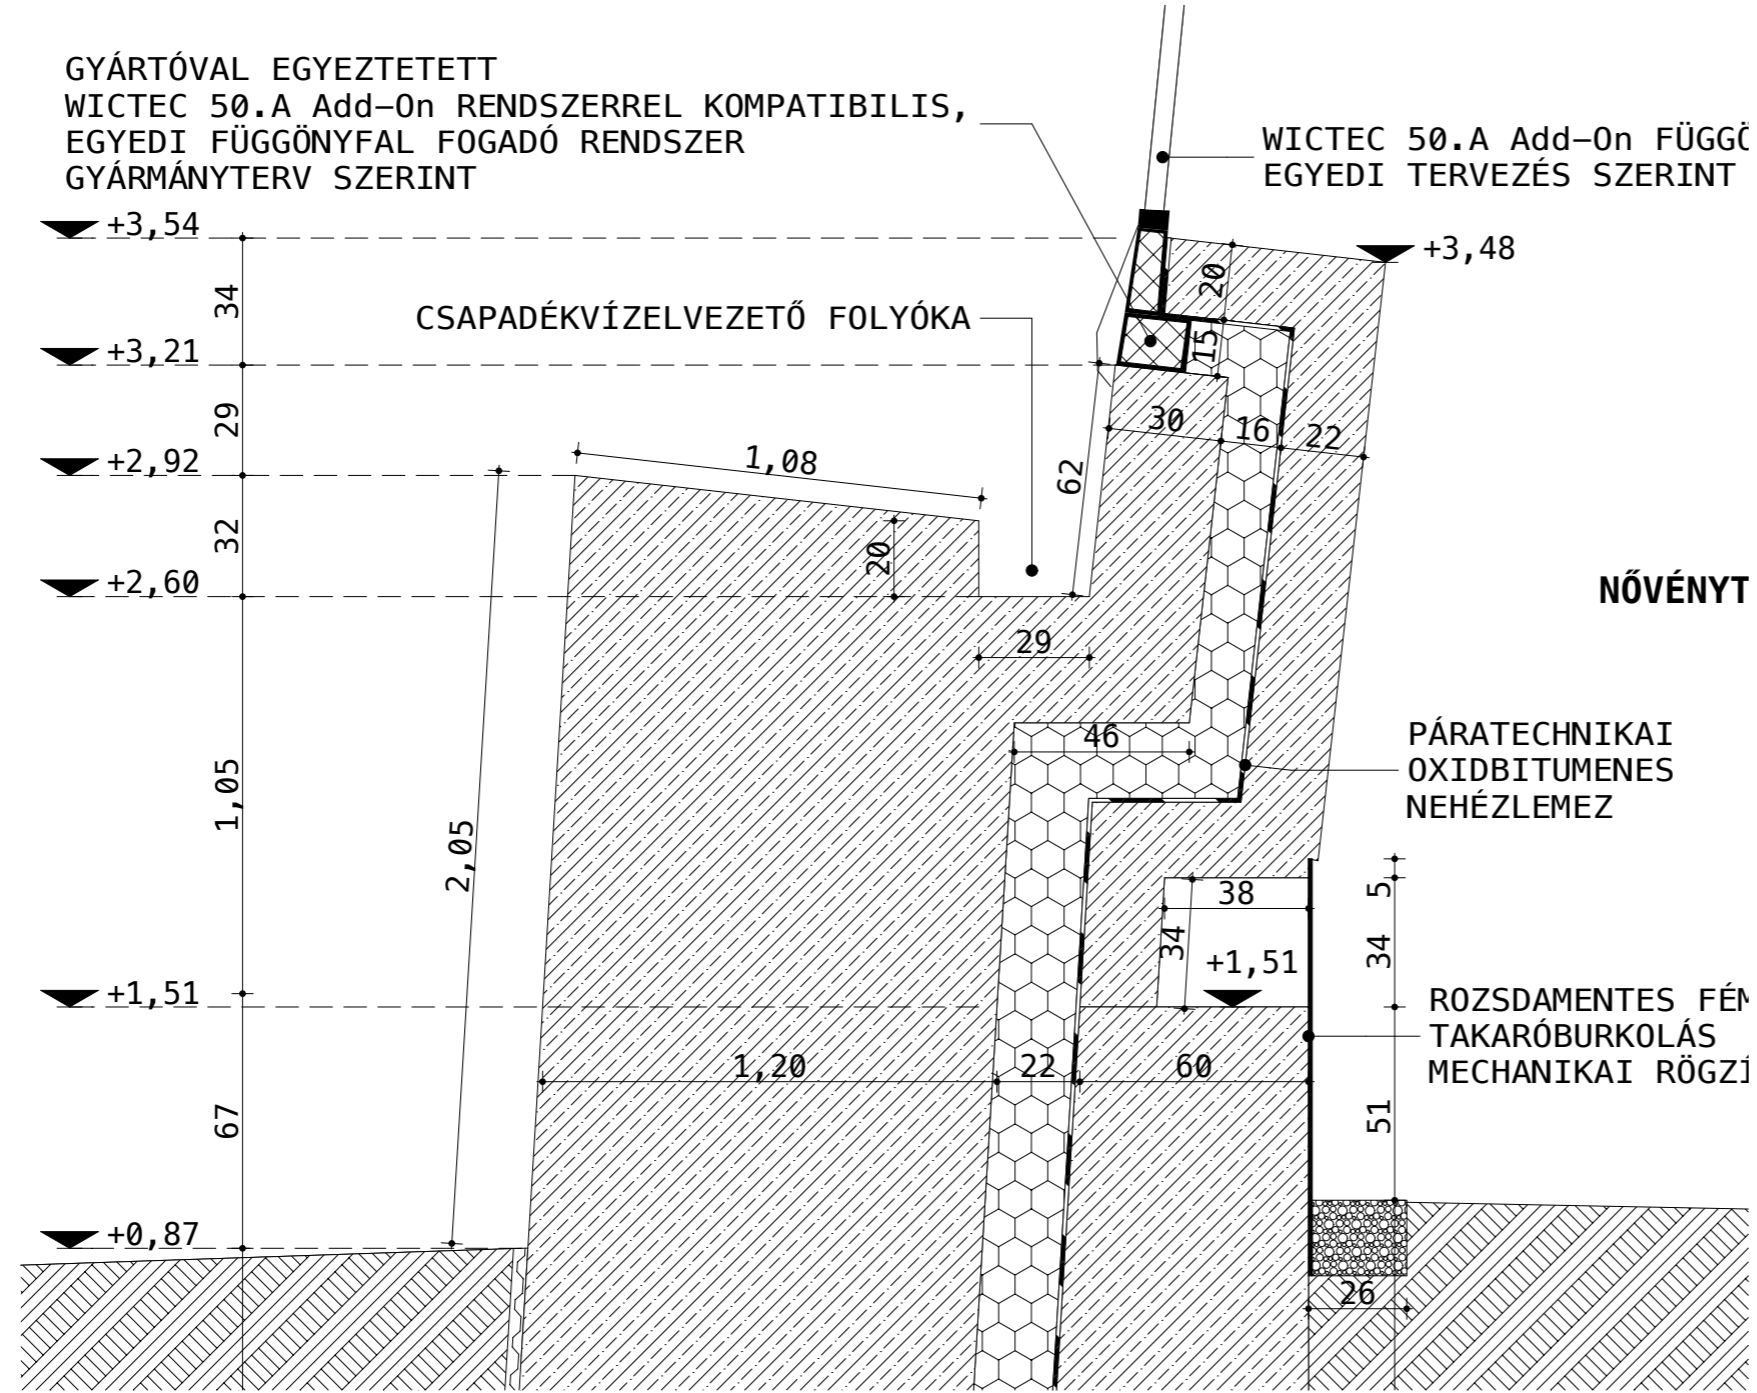 GYÁRTÓVAL EGYEZTETETT
WICTEC 50.A Add-On RENDSZERREL KOMPATIBILIS,
EGYEDI FÜGGÖNYFAL FOGADÓ RENDSZER
GYÁRMÁNYTERV SZERINT
WICTEC 50.A Add-On
EGYEDI TERVEZÉS SZERINT
+3,54
+3,48
34
20
CSAPADÉKVÍZELVEZETŐ FOLYÓKA
15
+3,21
29
30
16
22
+2,92
1,08
62
32
20
+2,60
29
46
PÁRATECHNIKAI
OXIDBITUMENES
NEHÉZLEMEZ
1,05
2,05
5
38
34
34
+1,51
+1,51
ROZSDAMENTES
TAKARÓBURKOLÁS
MECHANIKAI
1,20
22
60
67
51
+0,87
26